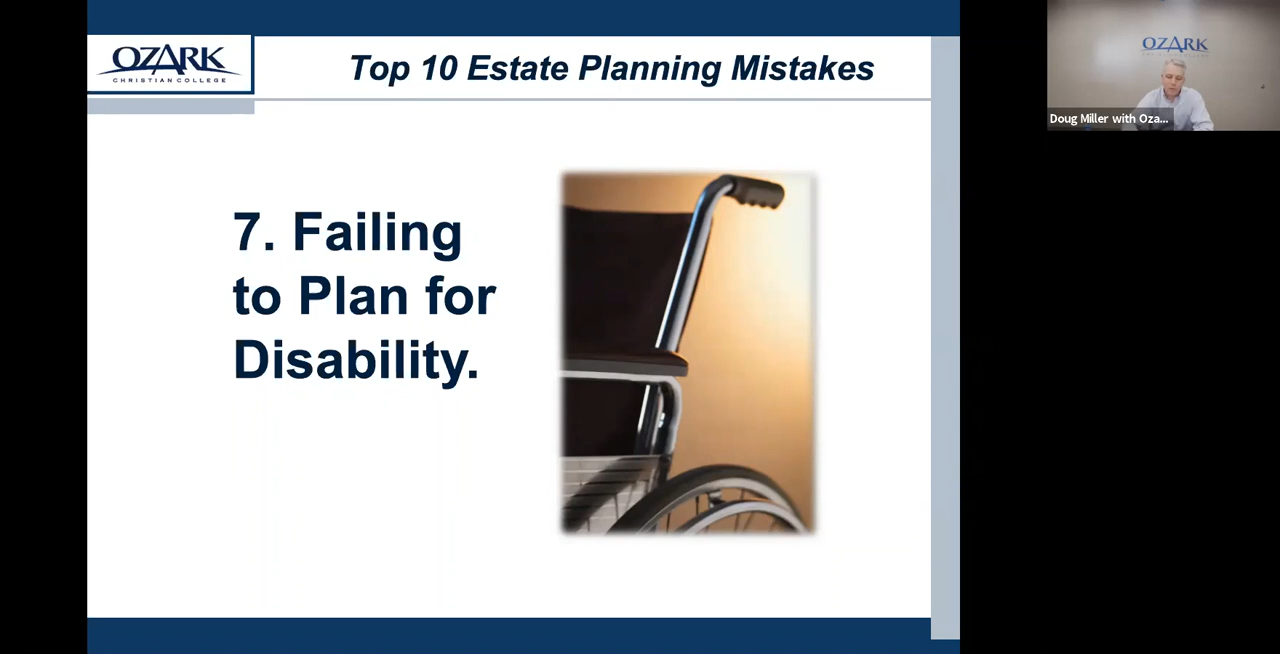 OZARK
CHRISTIAN COLLEGE
Top 10 Estate Planning Mistakes
7. Failing
to Plan for
Disability.
OZARK
Doug Miller with Oza...